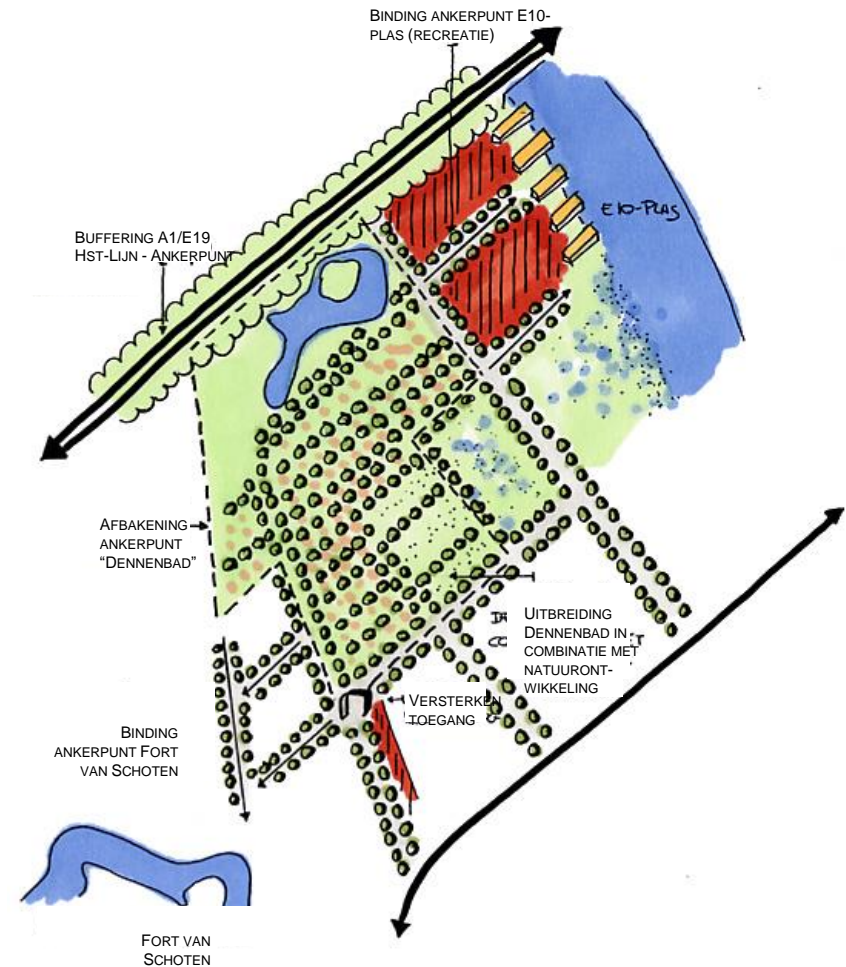 BINDING ANKERPUNT E10-
PLAS (RECREATIE)
E10-PLAS
BUFFERING A1/E19
HST-LIJN - ANKERPUNT
AFBAKENING
ANKERPUNT
"DENNENBAD"
UITBREIDING
DENNENBAD IN
COMBINATIE MET
NATUURONT-
WIKKELING
VERSTERKEN
TOEGANG
BINDING
ANKERPUNT FORT
VAN SCHOTEN
FORT VAN
SCHOTEN